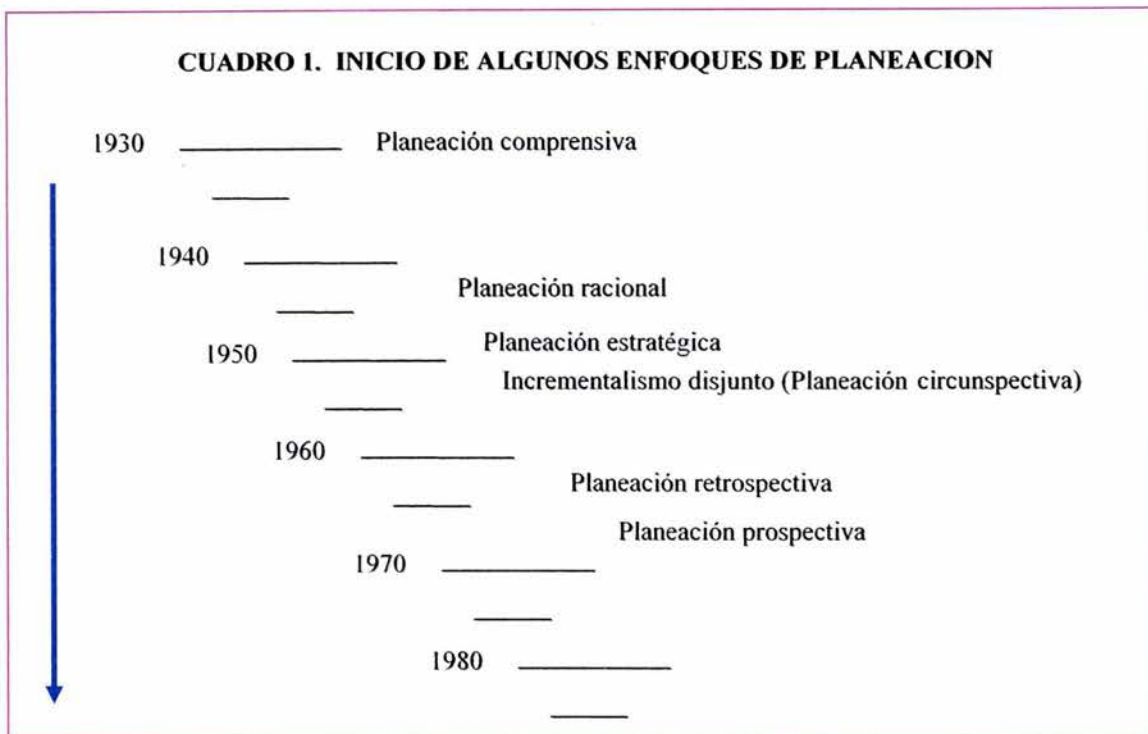 CUADRO 1. INICIO DE ALGUNOS ENFOQUES DE PLANEACION
1930 Planeación comprensiva
1940
Planeación racional
1950 Planeación estratégica
Incrementalismo disjunto (Planeación circunspectiva)
1960
Planeación retrospectiva
Planeación prospectiva
1970
1980